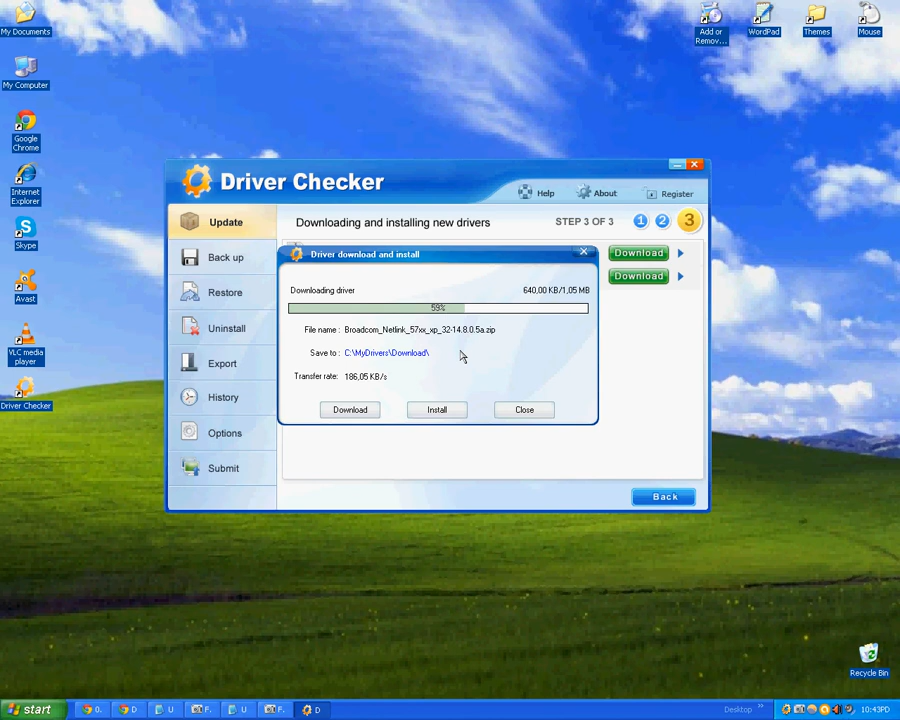 My Documents
Add or
Remov...
WordPad
Themes
Mouse
My Computer
Google
Chrome
Internet
Explorer
Skype
Avast
VLC media
player
Driver Checker
Driver Checker
Help
About
Register
Update
Back up
Restore
Uninstall
Export
History
Options
Submit
Downloading and installing new drivers
STEP 3 OF 3
1
2
3
Download
Download
Driver download and install
Downloading driver
640,00 KB/1,05 MB
59%
File name : Broadcom_Netlink_57xx_xp_32-14.8.0.5a.zip
Save to : C:\MyDrivers\Download\
Transfer rate: 186,05 KB/s
Download
Install
Close
Back
Recycle Bin
start
0.
D
U
F.
U
F.
D
Desktop
10:43PD